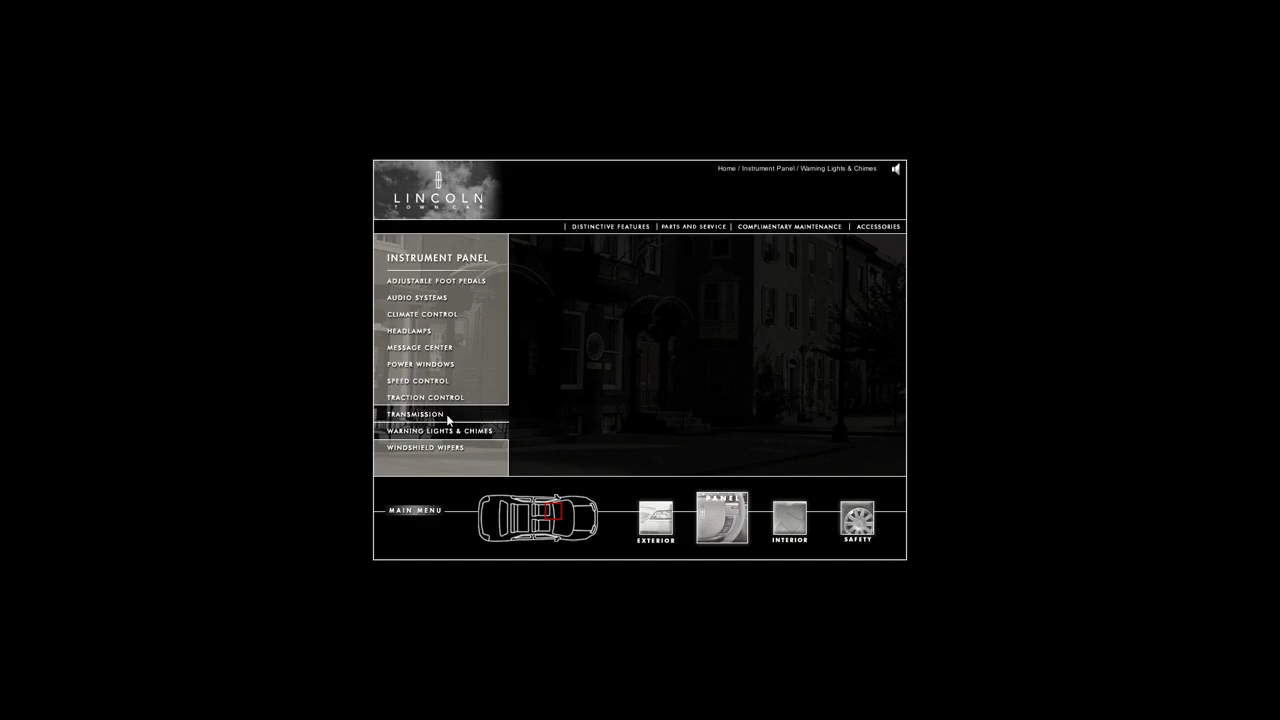 Home / Instrument Panel / Warning Lights & Chimes
LINCOLN
TOWN CAR
DISTINCTIVE FEATURES | PARTS AND SERVICE | COMPLIMENTARY MAINTENANCE | ACCESSORIES
INSTRUMENT PANEL
ADJUSTABLE FOOT PEDALS
AUDIO SYSTEMS
CLIMATE CONTROL
HEADLAMPS
MESSAGE CENTER
POWER WINDOWS
SPEED CONTROL
TRACTION CONTROL
TRANSMISSION
WARNING LIGHTS & CHIMES
WINDSHIELD WIPERS
MAIN MENU
PANEL
EXTERIOR
INTERIOR
SAFETY